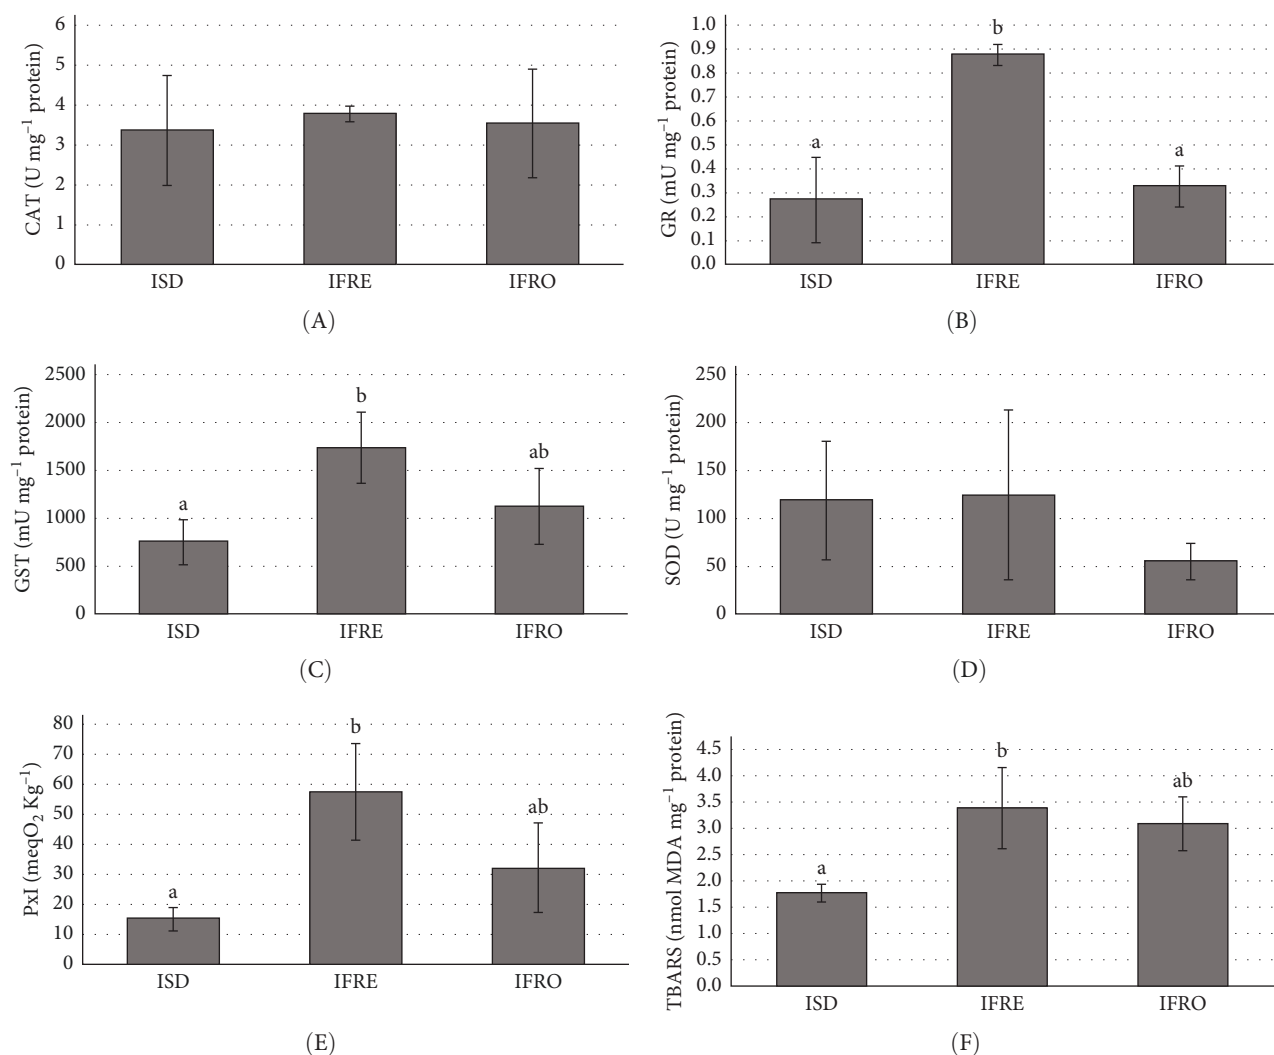 CAT (U mg⁻¹ protein)
6
5
4
3
2
1
0
ISD IFRE IFRO
(A)
GR (mU mg⁻¹ protein)
1.0
0.9
0.8
0.7
0.6
0.5
0.4
0.3
0.2
0.1
0.0
a b a
ISD IFRE IFRO
(B)
GST (mU mg⁻¹ protein)
2500
2000
1500
1000
500
0
a b ab
ISD IFRE IFRO
(C)
SOD (U mg⁻¹ protein)
250
200
150
100
50
0
ISD IFRE IFRO
(D)
PxI (meqO₂ Kg⁻¹)
80
70
60
50
40
30
20
10
0
a b ab
ISD IFRE IFRO
(E)
TBARS (nmol MDA mg⁻¹ protein)
4.5
4.0
3.5
3.0
2.5
2.0
1.5
1.0
0.5
0.0
a b ab
ISD IFRE IFRO
(F)